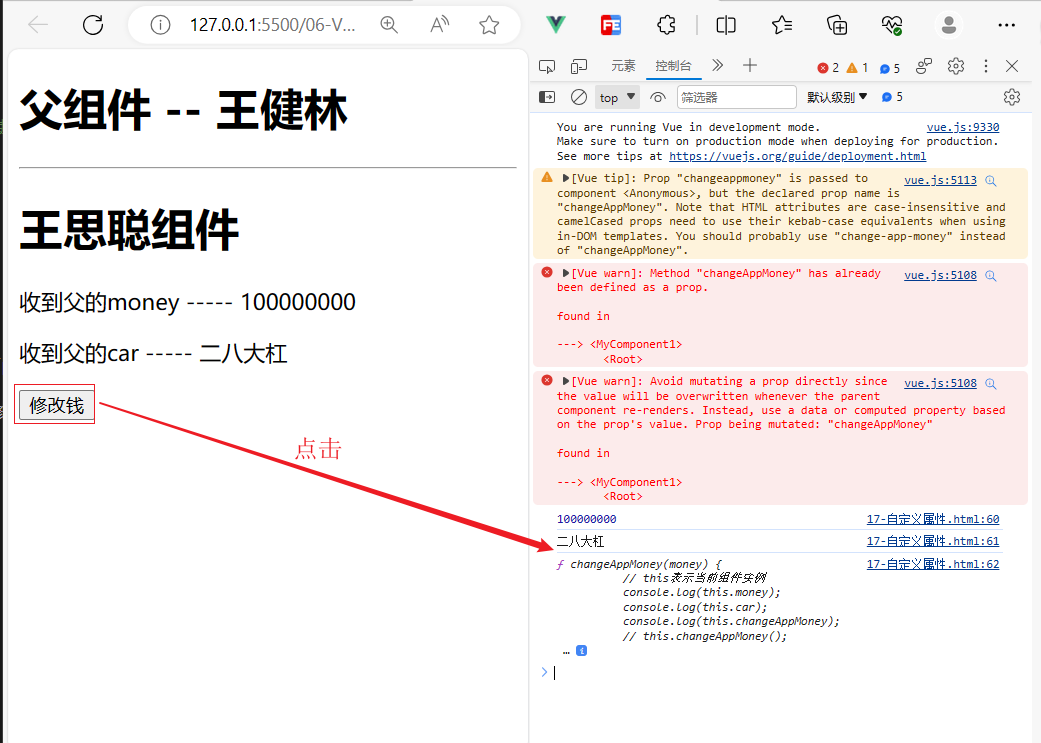 127.0.0.1:5500/06-V...
父组件 -- 王健林
王思聪组件
收到父的money ----- 100000000
收到父的car ----- 二八大杠
修改钱
点击
元素
控制台
2
1
5
top
筛选器
默认级别
5
You are running Vue in development mode.
vue.js:9330
Make sure to turn on production mode when deploying for production.
See more tips at https://vuejs.org/guide/deployment.html
[Vue tip]: Prop "changeappmoney" is passed to
vue.js:5113
component <Anonymous>, but the declared prop name is
"changeAppMoney". Note that HTML attributes are case-insensitive and
camelCased props need to use their kebab-case equivalents when using
in-DOM templates. You should probably use "change-app-money" instead
of "changeAppMoney".
[Vue warn]: Method "changeAppMoney" has already
vue.js:5108
been defined as a prop.
found in
---> <MyComponent1>
<Root>
[Vue warn]: Avoid mutating a prop directly since
vue.js:5108
the value will be overwritten whenever the parent
component re-renders. Instead, use a data or computed property based
on the prop's value. Prop being mutated: "changeAppMoney"
found in
---> <MyComponent1>
<Root>
100000000
17-自定义属性.html:60
二八大杠
17-自定义属性.html:61
ƒ changeAppMoney(money) {
17-自定义属性.html:62
// this表示当前组件实例
console.log(this.money);
console.log(this.car);
console.log(this.changeAppMoney);
// this.changeAppMoney();
…